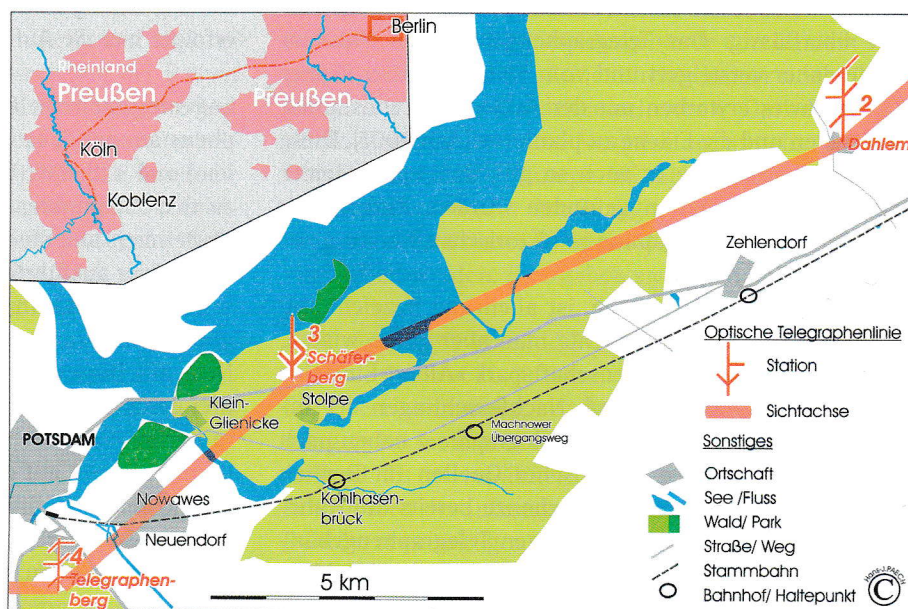 Berlin
Rheinland
Preußen
Preußen
Köln
Koblenz
2
Dahlem
Zehlendorf
3
Schäfer-
berg
Klein-
Glienicke
Stolpe
POTSDAM
Machnower
Übergangsweg
Nowawes
Kohlhasen-
brück
Neuendorf
4
Telegraphen-
berg
5 km
Optische Telegraphenlinie
Station
Sichtachse
Sonstiges
Ortschaft
See /Fluss
Wald/ Park
Straße/ Weg
Stammbahn
Bahnhof/ Haltepunkt
Hans-J.PAECH
©